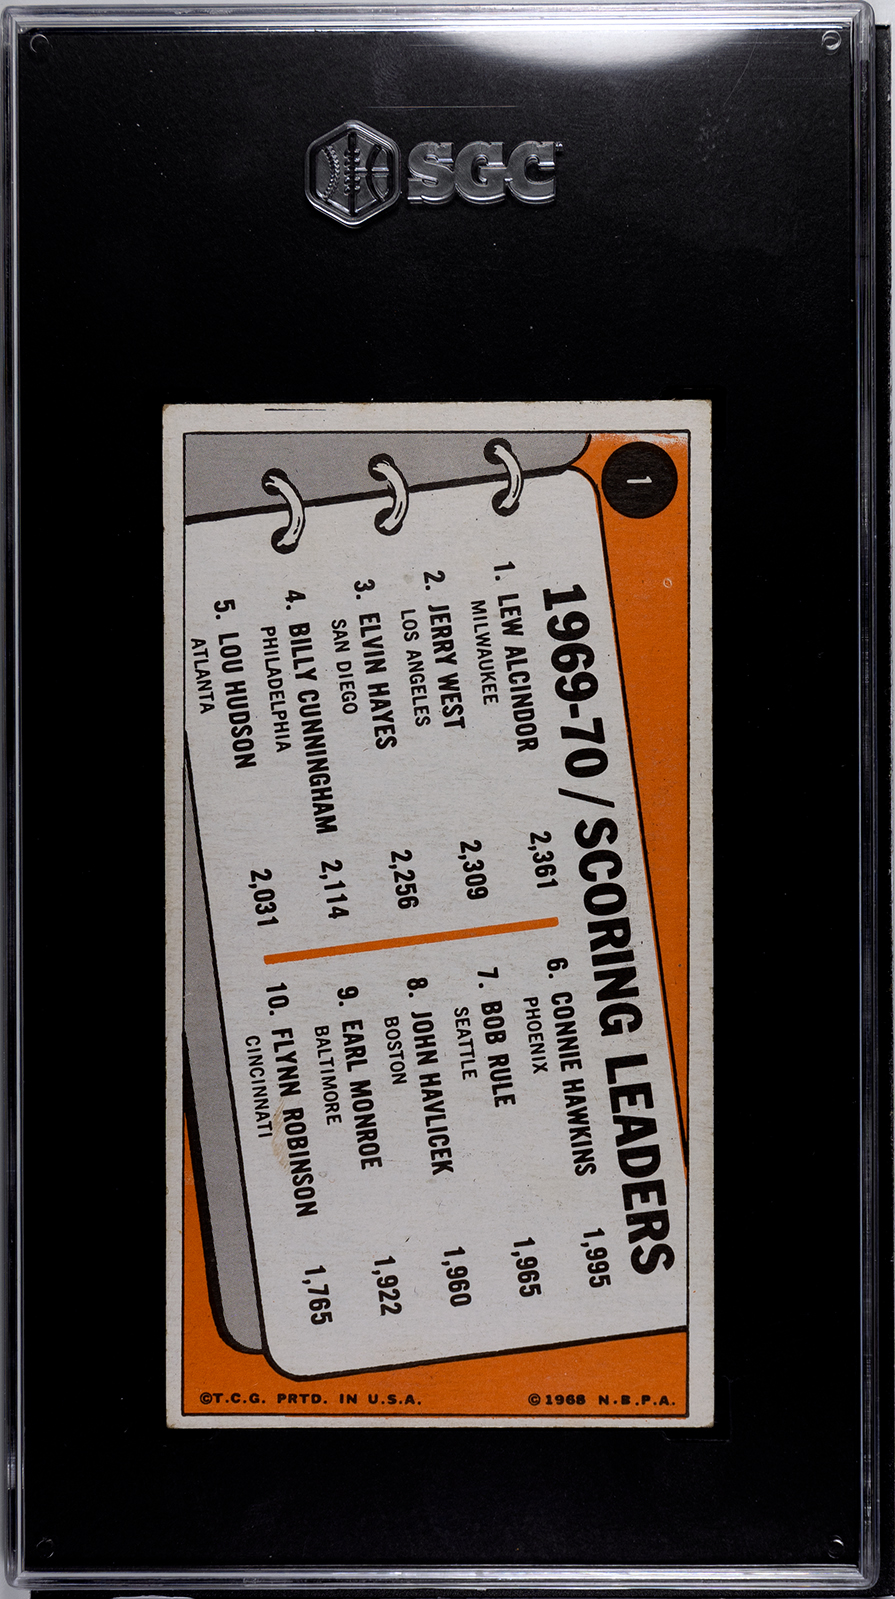 SGC
1
1969-70/SCORING LEADERS
1. LEW ALCINDOR 2,361
MILWAUKEE
2. JERRY WEST 2,309
LOS ANGELES
3. ELVIN HAYES 2,256
SAN DIEGO
4. BILLY CUNNINGHAM 2,114
PHILADELPHIA
5. LOU HUDSON 2,031
ATLANTA
6. CONNIE HAWKINS 1,995
PHOENIX
7. BOB RULE 1,965
SEATTLE
8. JOHN HAVLICEK 1,960
BOSTON
9. EARL MONROE 1,922
BALTIMORE
10. FLYNN ROBINSON 1,765
CINCINNATI
©T.C.G. PRTD. IN U.S.A.
©1968 N.B.P.A.